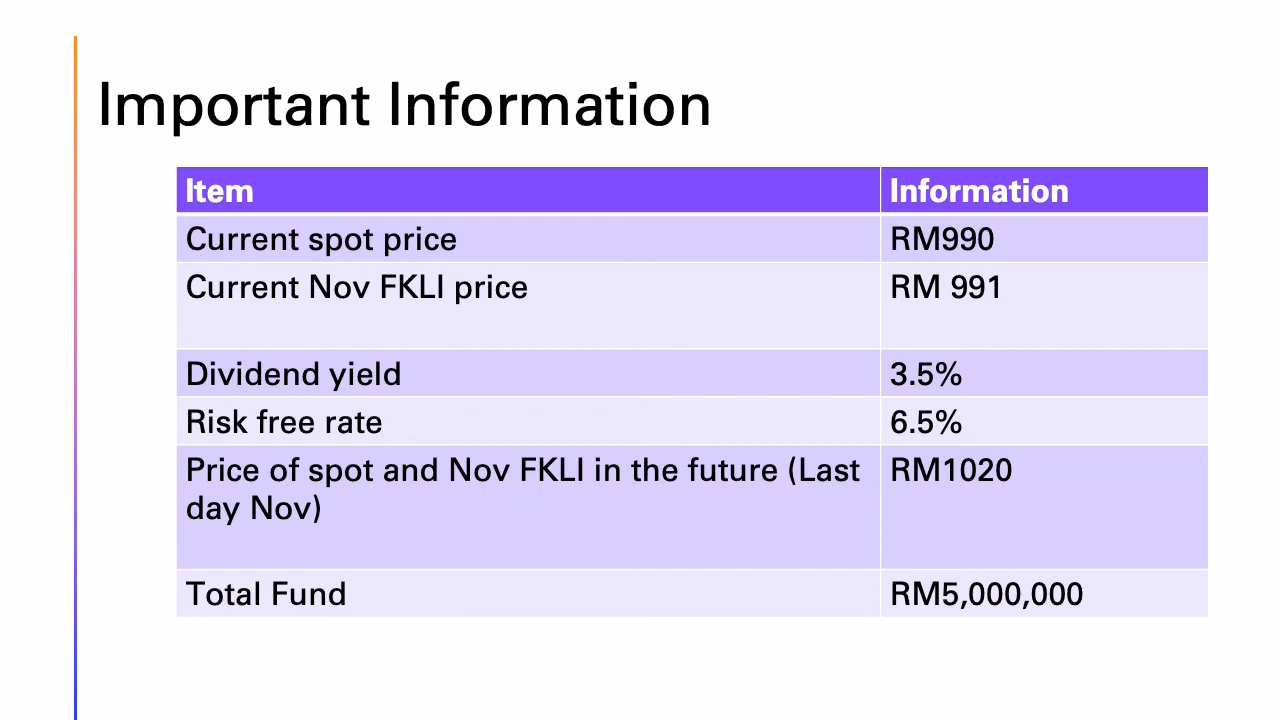 Important Information
Item
Information
Current spot price
RM990
Current Nov FKLI price
RM 991
Dividend yield
3.5%
Risk free rate
6.5%
Price of spot and Nov FKLI in the future (Last
day Nov)
RM1020
Total Fund
RM5,000,000